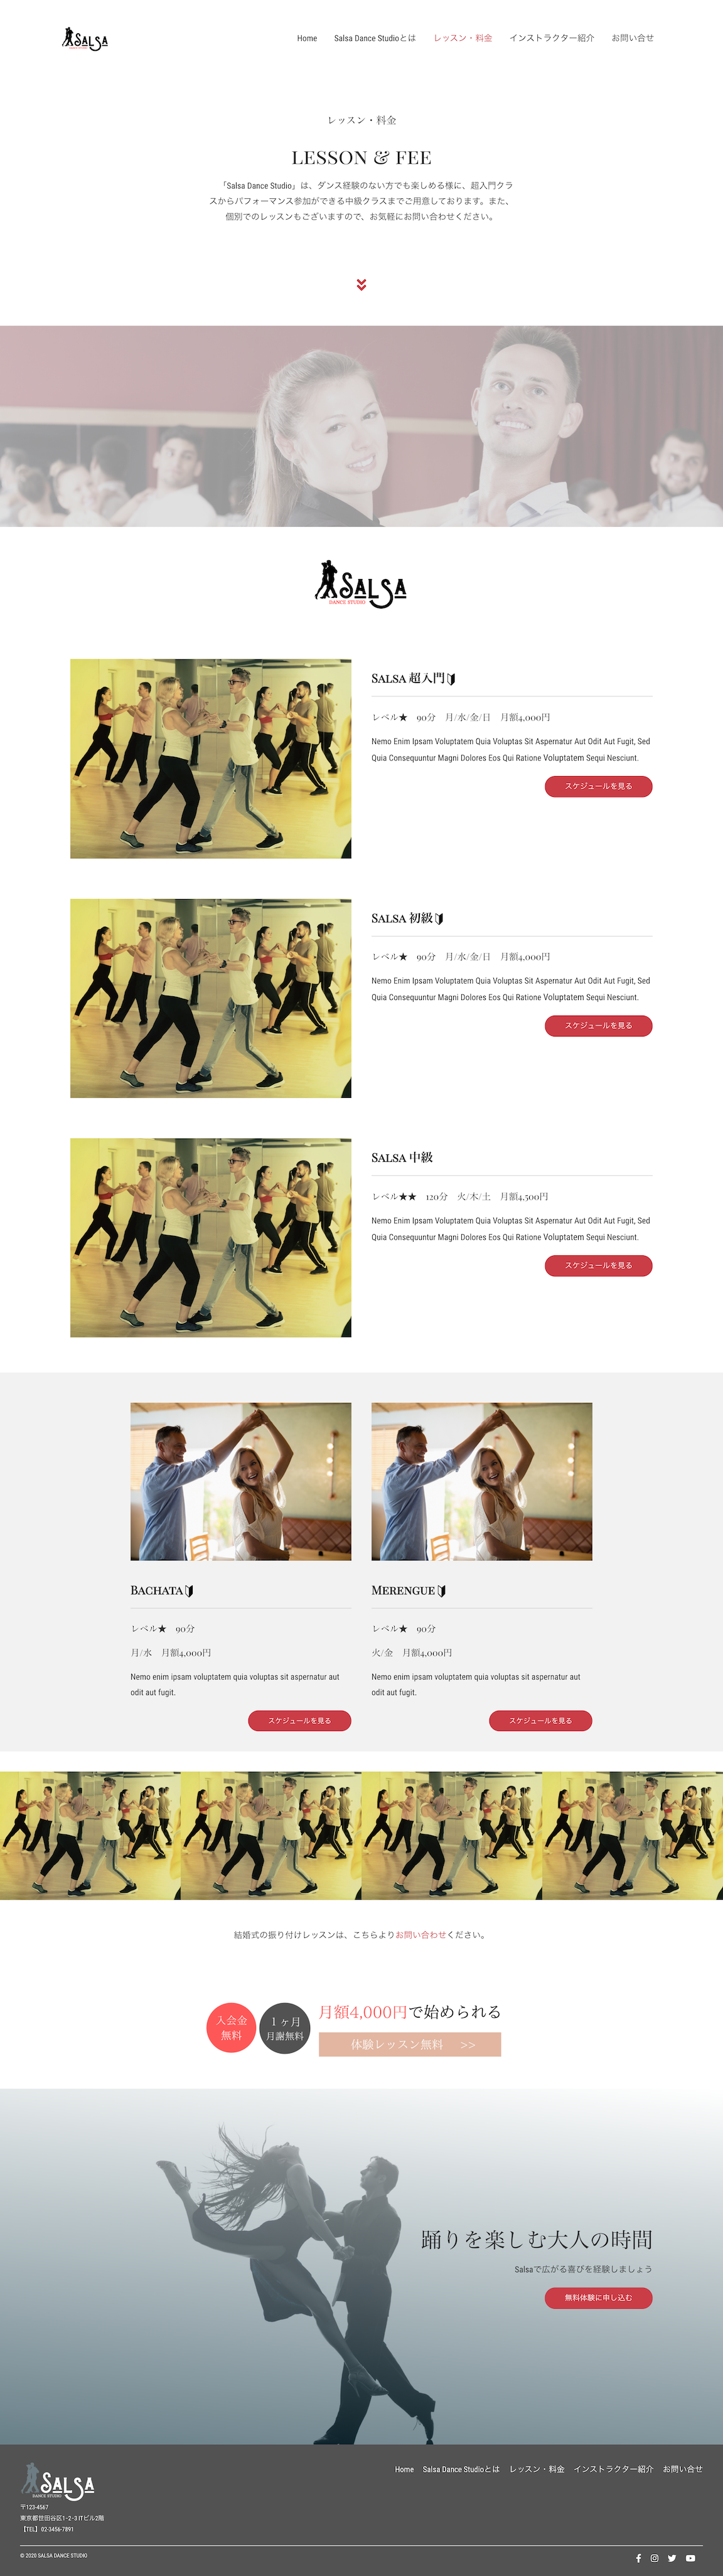 SALSA
DANCE STUDIO
Home Salsa Dance Studioとは レッスン・料金 インストラクター紹介 お問い合せ
レッスン・料金
LESSON & FEE
「Salsa Dance Studio」は、ダンス経験のない方でも楽しめる様に、超入門クラ
スからパフォーマンス参加ができる中級クラスまでご用意しております。また、
個別でのレッスンもございますので、お気軽にお問い合わせください。
SALSA
DANCE STUDIO
Salsa 超入門
レベル★ 90分 月/水/金/日 月額4,000円
Nemo Enim Ipsam Voluptatem Quia Voluptas Sit Aspernatur Aut Odit Aut Fugit, Sed
Quia Consequuntur Magni Dolores Eos Qui Ratione Voluptatem Sequi Nesciunt.
スケジュールを見る
Salsa 初級
レベル★ 90分 月/水/金/日 月額4,000円
Nemo Enim Ipsam Voluptatem Quia Voluptas Sit Aspernatur Aut Odit Aut Fugit, Sed
Quia Consequuntur Magni Dolores Eos Qui Ratione Voluptatem Sequi Nesciunt.
スケジュールを見る
Salsa 中級
レベル★★ 120分 火/木/土 月額4,500円
Nemo Enim Ipsam Voluptatem Quia Voluptas Sit Aspernatur Aut Odit Aut Fugit, Sed
Quia Consequuntur Magni Dolores Eos Qui Ratione Voluptatem Sequi Nesciunt.
スケジュールを見る
Bachata
レベル★ 90分
月/水 月額4,000円
Nemo enim ipsam voluptatem quia voluptas sit aspernatur aut
odit aut fugit.
スケジュールを見る
Merengue
レベル★ 90分
火/金 月額4,000円
Nemo enim ipsam voluptatem quia voluptas sit aspernatur aut
odit aut fugit.
スケジュールを見る
結婚式の振り付けレッスンは、こちらよりお問い合わせください。
入会金
無料
1ヶ月
月謝無料
月額4,000円で始められる
体験レッスン無料 >>
踊りを楽しむ大人の時間
Salsaで広がる喜びを経験しましょう
無料体験に申し込む
SALSA
DANCE STUDIO
〒123-4567
東京都世田谷区1−2−3 ITビル2階
【TEL】02-3456-7891
Home Salsa Dance Studioとは レッスン・料金 インストラクター紹介 お問い合せ
© 2020 SALSA DANCE STUDIO